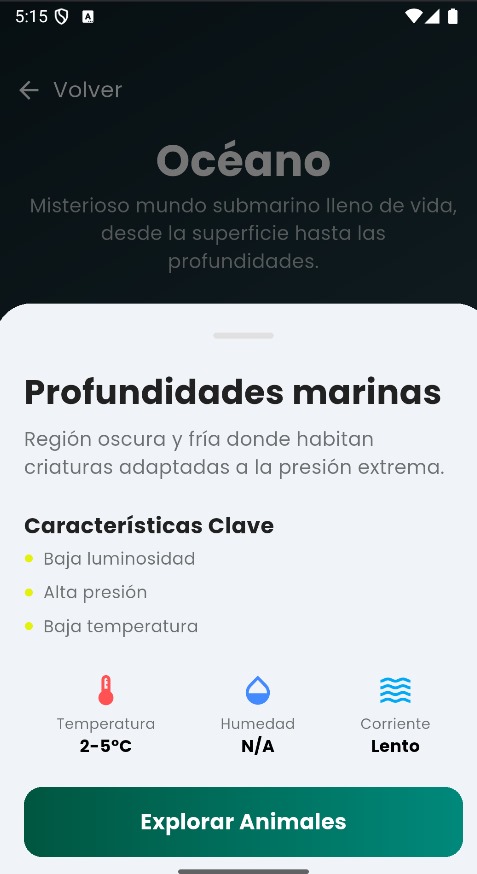 5:15
Volver
Océano
Misterioso mundo submarino lleno de vida,
desde la superficie hasta las
profundidades.
Profundidades marinas
Región oscura y fría donde habitan
criaturas adaptadas a la presión extrema.
Características Clave
Baja luminosidad
Alta presión
Baja temperatura
Temperatura Humedad Corriente
2-5°C N/A Lento
Explorar Animales